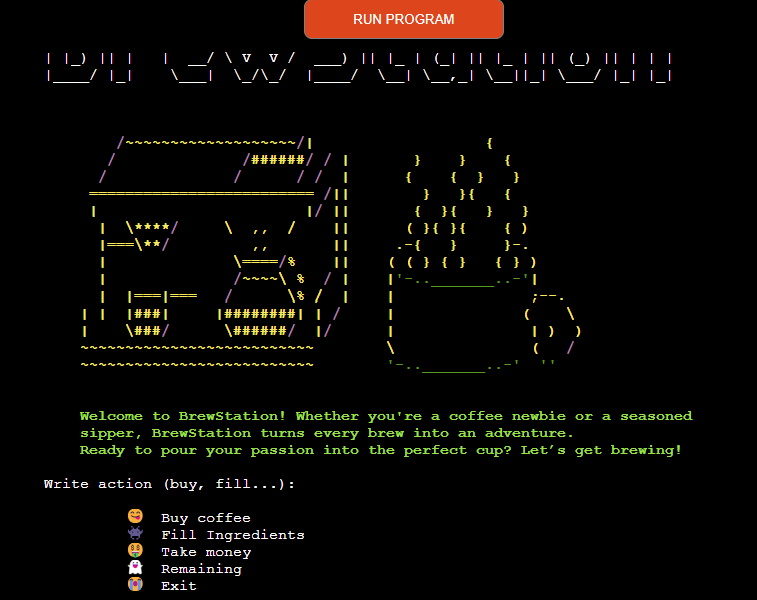 RUN PROGRAM
Welcome to BrewStation! Whether you're a coffee newbie or a seasoned
sipper, BrewStation turns every brew into an adventure.
Ready to pour your passion into the perfect cup? Let’s get brewing!
Write action (buy, fill...):
Buy coffee
Fill Ingredients
Take money
Remaining
Exit